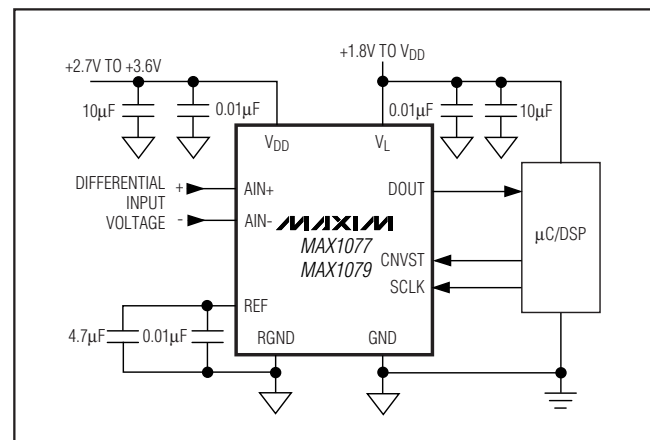 +2.7V TO +3.6V
+1.8V TO VDD
10µF
0.01µF
0.01µF
10µF
VDD
VL
DIFFERENTIAL
INPUT
VOLTAGE
+
-
AIN+
AIN-
DOUT
MAXIM
MAX1077
MAX1079
µC/DSP
CNVST
SCLK
REF
4.7µF
0.01µF
RGND
GND